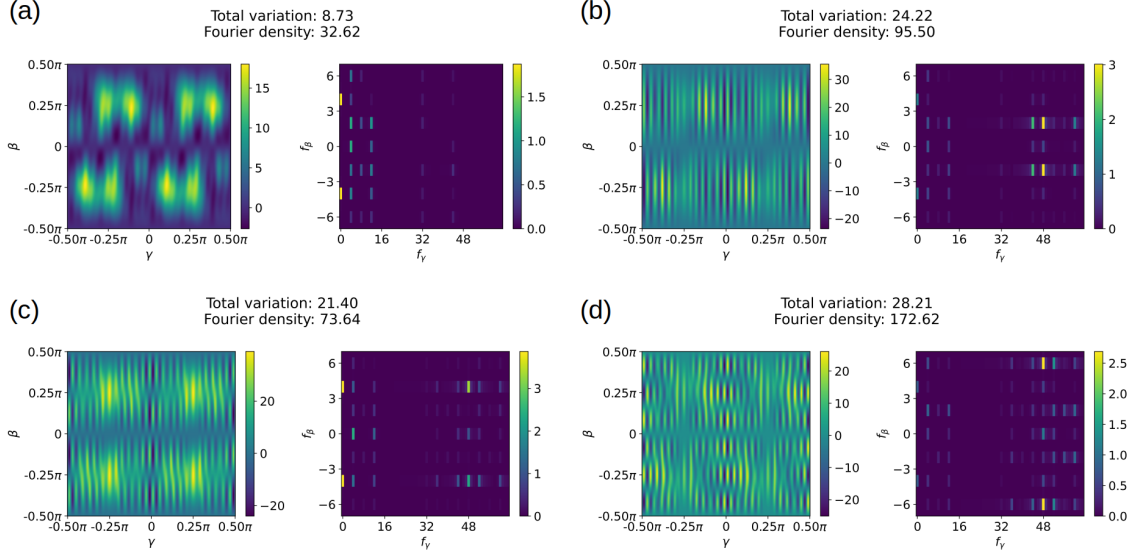 (a)
Total variation: 8.73
Fourier density: 32.62
0.50π
0.25π
0
-0.25π
-0.50π
β
-0.50π -0.25π 0 0.25π 0.50π
γ
15
10
5
0
6
3
0
−3
−6
f_β
0 16 32 48
f_γ
1.5
1.0
0.5
0.0
(b)
Total variation: 24.22
Fourier density: 95.50
0.50π
0.25π
0
-0.25π
-0.50π
β
-0.50π -0.25π 0 0.25π 0.50π
γ
30
20
10
0
−10
−20
6
3
0
−3
−6
f_β
0 16 32 48
f_γ
3
2
1
0
(c)
Total variation: 21.40
Fourier density: 73.64
0.50π
0.25π
0
-0.25π
-0.50π
β
-0.50π -0.25π 0 0.25π 0.50π
γ
20
0
−20
6
3
0
−3
−6
f_β
0 16 32 48
f_γ
3
2
1
0
(d)
Total variation: 28.21
Fourier density: 172.62
0.50π
0.25π
0
-0.25π
-0.50π
β
-0.50π -0.25π 0 0.25π 0.50π
γ
20
10
0
−10
−20
6
3
0
−3
−6
f_β
0 16 32 48
f_γ
2.5
2.0
1.5
1.0
0.5
0.0